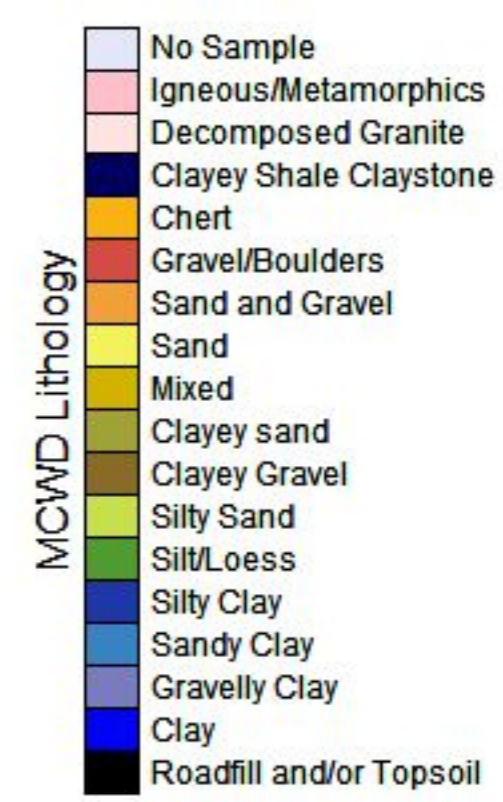 MCWD Lithology
No Sample
Igneous/Metamorphics
Decomposed Granite
Clayey Shale Claystone
Chert
Gravel/Boulders
Sand and Gravel
Sand
Mixed
Clayey sand
Clayey Gravel
Silty Sand
Silt/Loess
Silty Clay
Sandy Clay
Gravelly Clay
Clay
Roadfill and/or Topsoil